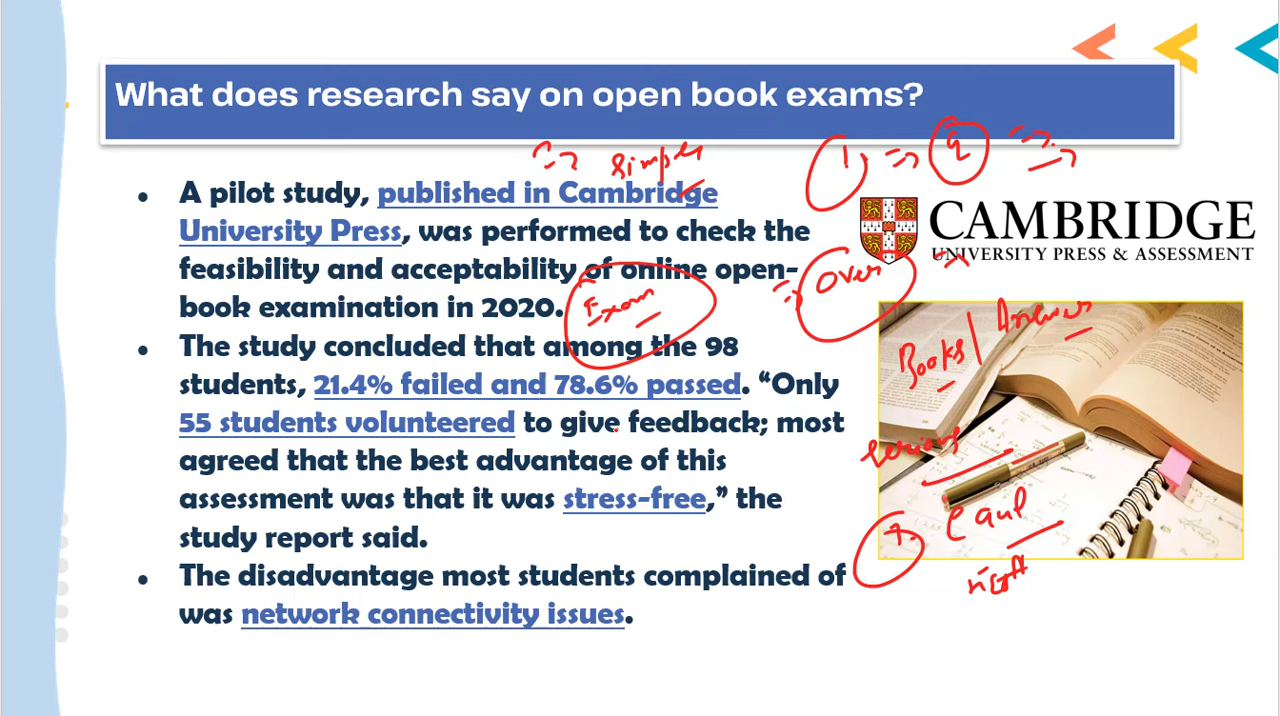 What does research say on open book exams?
simples
1
• A pilot study, published in Cambridge
University Press, was performed to check the
feasibility and acceptability of online open-
book examination in 2020.
CAMBRIDGE
UNIVERSITY PRESS & ASSESSMENT
Exam
Over
Books
Answers
• The study concluded that among the 98
students, 21.4% failed and 78.6% passed. “Only
55 students volunteered to give feedback; most
agreed that the best advantage of this
assessment was that it was stress-free,” the
study report said.
• The disadvantage most students complained of
was network connectivity issues.